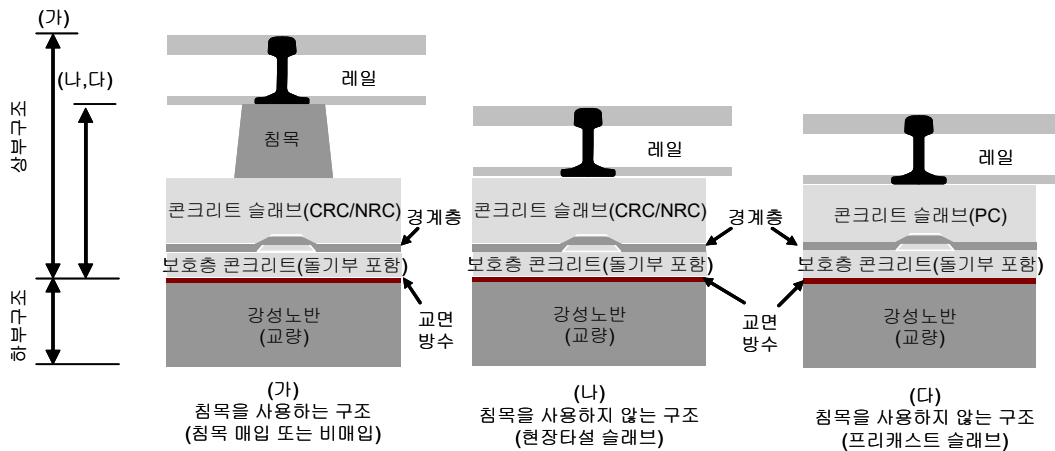 (가)
(나,다)
상부구조
하부구조
레일
침목
콘크리트 슬래브(CRC/NRC)
경계층
보호층 콘크리트(돌기부 포함)
강성노반
(교량)
교면
방수
(가)
침목을 사용하는 구조
(침목 매입 또는 비매입)
레일
콘크리트 슬래브(CRC/NRC)
경계층
보호층 콘크리트(돌기부 포함)
강성노반
(교량)
교면
방수
(나)
침목을 사용하지 않는 구조
(현장타설 슬래브)
레일
콘크리트 슬래브(PC)
보호층 콘크리트(돌기부 포함)
강성노반
(교량)
(다)
침목을 사용하지 않는 구조
(프리캐스트 슬래브)